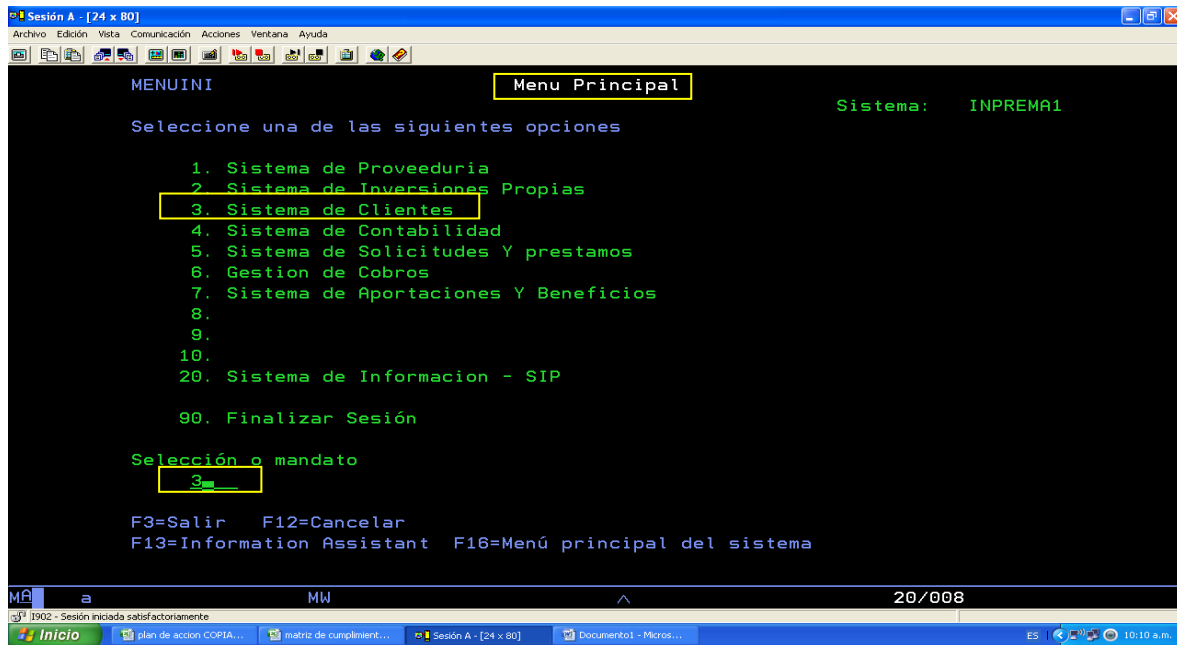 Sesión A - [24 x 80]
Archivo Edición Vista Comunicación Acciones Ventana Ayuda
MENUINI Menu Principal
Sistema: INPREMA1
Seleccione una de las siguientes opciones
1. Sistema de Proveeduria
2. Sistema de Inversiones Propias
3. Sistema de Clientes
4. Sistema de Contabilidad
5. Sistema de Solicitudes Y prestamos
6. Gestion de Cobros
7. Sistema de Aportaciones Y Beneficios
8.
9.
10.
20. Sistema de Informacion - SIP
90. Finalizar Sesión
Selección o mandato
3
F3=Salir F12=Cancelar
F13=Information Assistant F16=Menú principal del sistema
MA a MW ^ 20/008
I902 - Sesión iniciada satisfactoriamente
Inicio plan de accion COPIA... matriz de cumpliment... Sesión A - [24 x 80] Documento1 - Micros... ES 10:10 a.m.